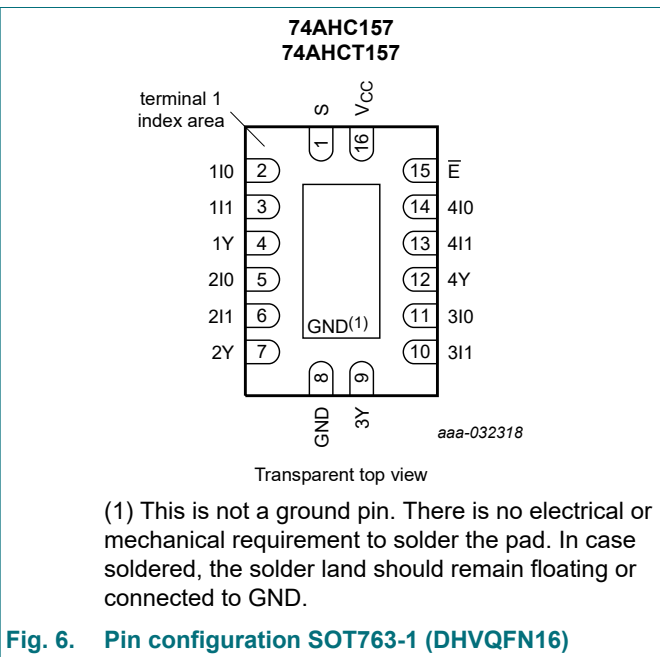 74AHC157
74AHCT157
terminal 1
index area
S
VCC
1
16
1I0 2
15 E̅
1I1 3
14 4I0
1Y 4
13 4I1
2I0 5
12 4Y
2I1 6
11 3I0
GND(1)
2Y 7
10 3I1
8
9
GND
3Y
aaa-032318
Transparent top view
(1) This is not a ground pin. There is no electrical or
mechanical requirement to solder the pad. In case
soldered, the solder land should remain floating or
connected to GND.
Fig. 6. Pin configuration SOT763-1 (DHVQFN16)